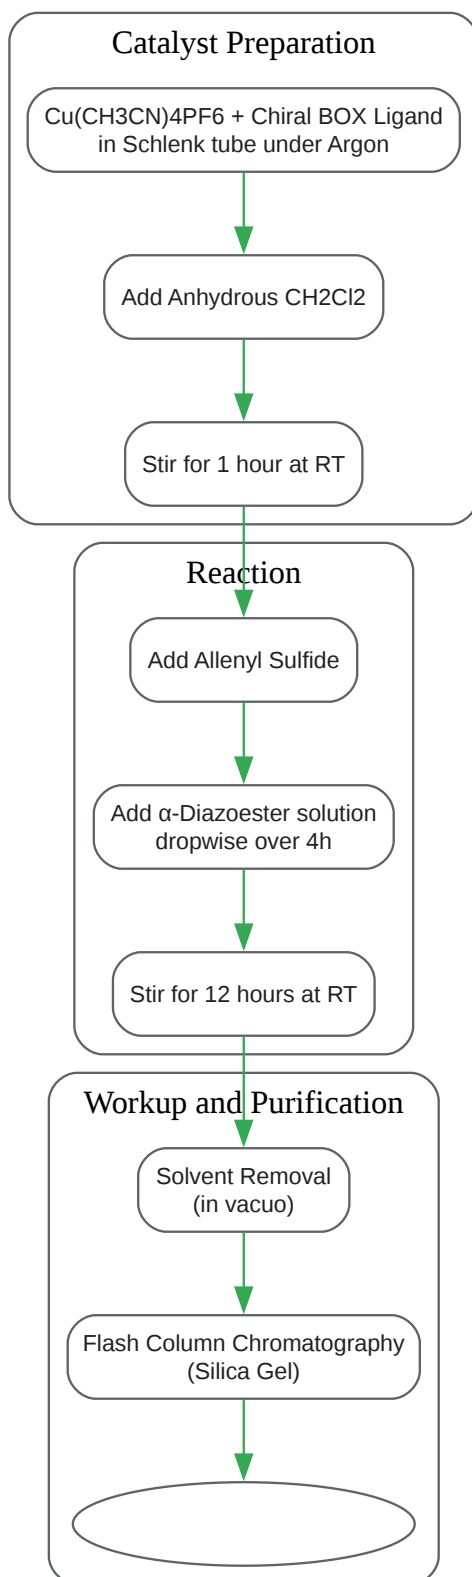 Catalyst Preparation
Cu(CH3CN)4PF6 + Chiral BOX Ligand
in Schlenk tube under Argon
Add Anhydrous CH2Cl2
Stir for 1 hour at RT
Reaction
Add Allenyl Sulfide
Add α-Diazoester solution
dropwise over 4h
Stir for 12 hours at RT
Workup and Purification
Solvent Removal
(in vacuo)
Flash Column Chromatography
(Silica Gel)